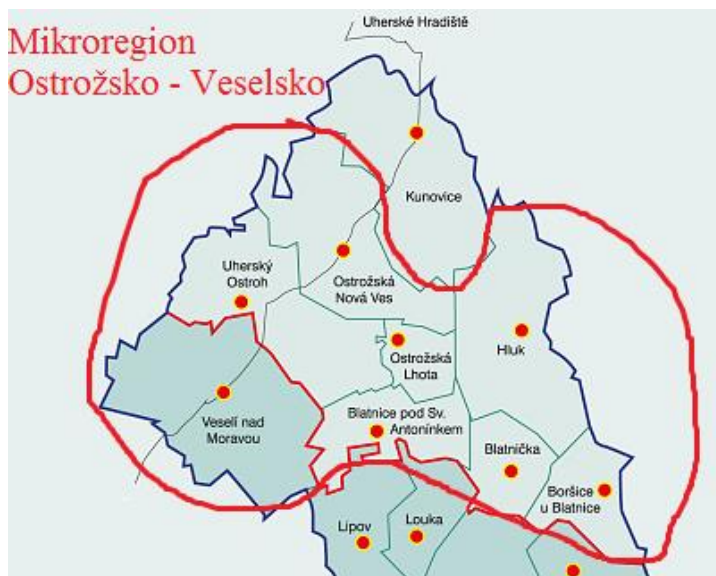 Mikroregion
Ostrožsko - Veselsko
Uherské Hradiště
Kunovice
Uherský
Ostroh
Ostrožská
Nová Ves
Ostrožská
Lhota
Hluk
Veselí nad
Moravou
Blatnice pod Sv.
Antonínkem
Blatnička
Boršice
u Blatnice
Lipov
Louka